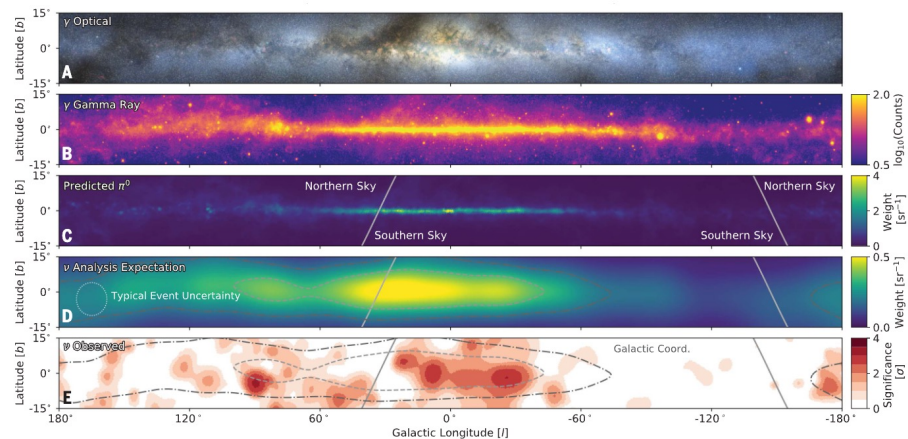 15°
0°
-15°
Latitude [b]
γ Optical
A
15°
0°
-15°
Latitude [b]
γ Gamma Ray
B
2.0
0.5
log₁₀(Counts)
15°
0°
-15°
Latitude [b]
Predicted π⁰
Northern Sky
Northern Sky
C
Southern Sky
Southern Sky
4
2
0
Weight
[sr⁻¹]
15°
0°
-15°
Latitude [b]
ν Analysis Expectation
Typical Event Uncertainty
D
0.5
0.0
Weight [sr⁻¹]
15°
0°
-15°
Latitude [b]
ν Observed
Galactic Coord.
E
4
2
0
Significance
[σ]
180° 120° 60° 0° -60° -120° -180°
Galactic Longitude [l]